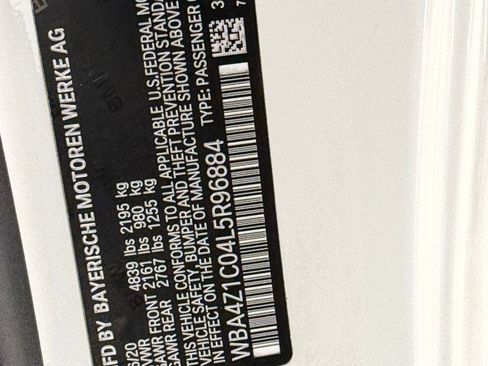 MFD BY BAYERISCHE MOTOREN WERKE AG
/20
GVWR 4839 lbs 2195 kg
GAWR FRONT 2161 lbs 980 kg
GAWR REAR 2767 lbs 1255 kg
THIS VEHICLE CONFORMS TO ALL APPLICABLE U.S. FEDERAL
VEHICLE SAFETY, BUMPER AND THEFT PREVENTION STANDARDS
IN EFFECT ON THE DATE OF MANUFACTURE SHOWN ABOVE
WBA4Z1C04L5R96884 TYPE: PASSENGER